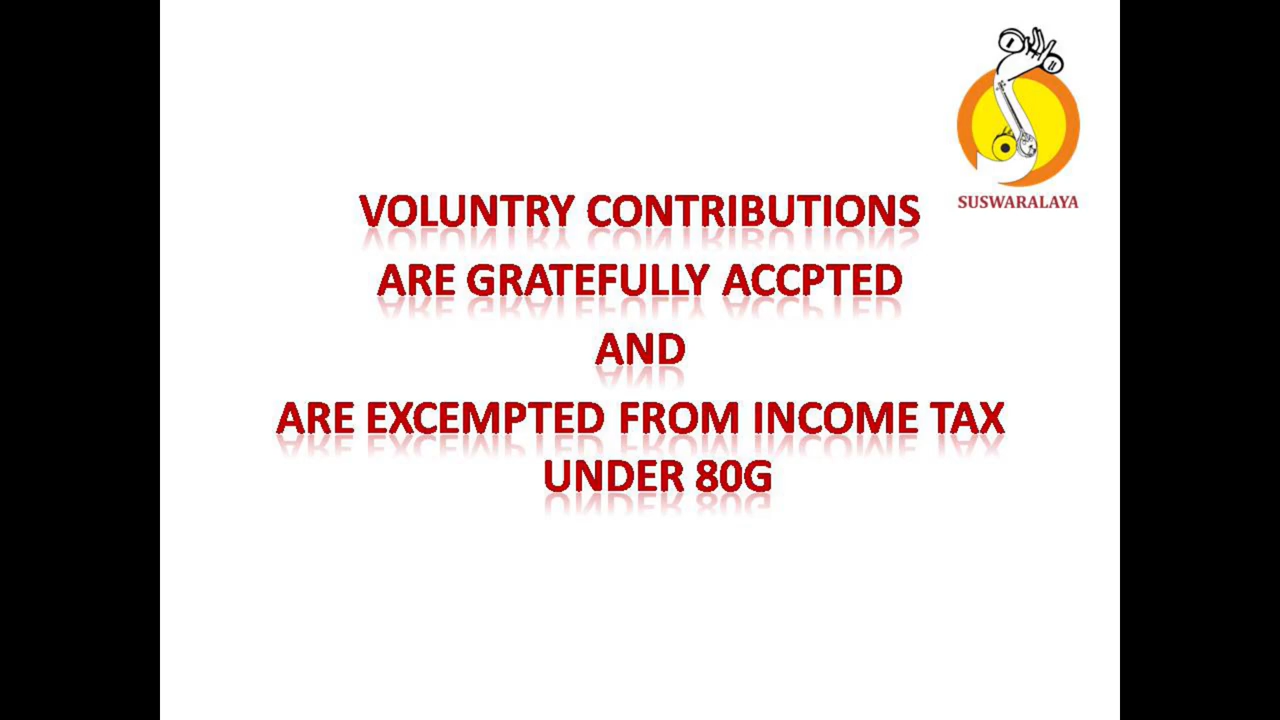 SUSWARALAYA
VOLUNTRY CONTRIBUTIONS
ARE GRATEFULLY ACCPTED
AND
ARE EXCEMPTED FROM INCOME TAX
UNDER 80G